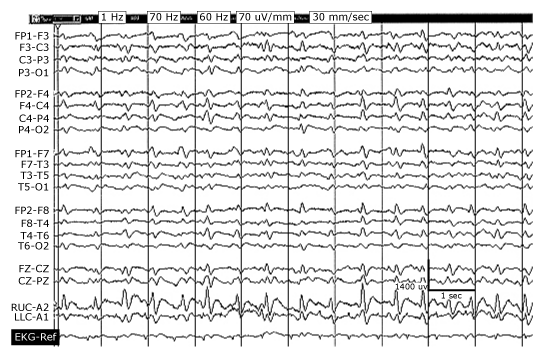 1 Hz 70 Hz 60 Hz 70 uV/mm 30 mm/sec
FP1-F3
F3-C3
C3-P3
P3-O1
FP2-F4
F4-C4
C4-P4
P4-O2
FP1-F7
F7-T3
T3-T5
T5-O1
FP2-F8
F8-T4
T4-T6
T6-O2
FZ-CZ
CZ-PZ
1400 uv
1 sec
RUC-A2
LLC-A1
EKG-Ref